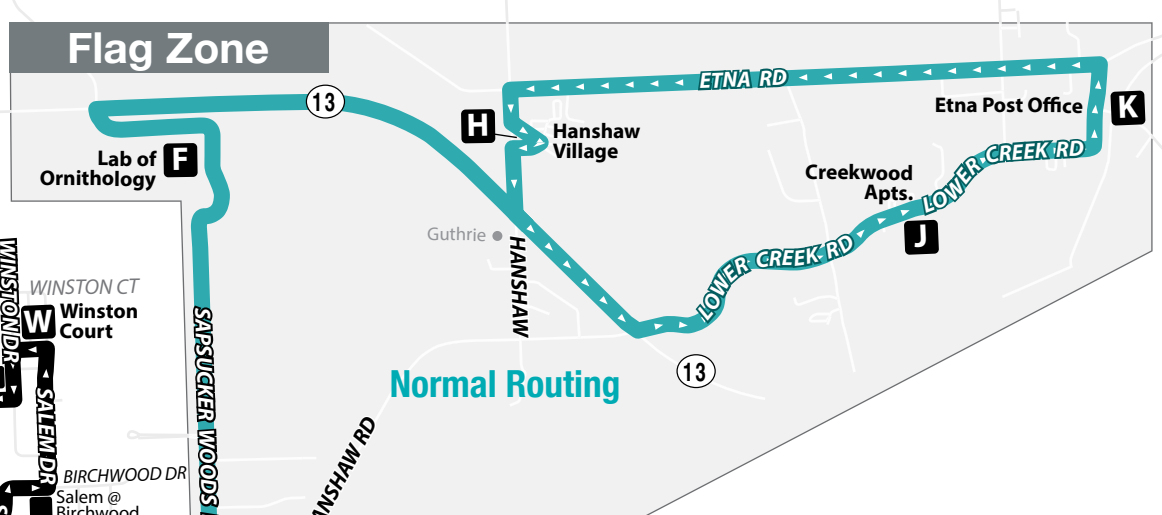 Flag Zone
13
ETNA RD
H
Hanshaw
Village
Etna Post Office
K
Lab of
Ornithology
F
Creekwood
Apts.
LOWER CREEK RD
J
Guthrie
HANSHAW
LOWER CREEK RD
WINSTON DR
WINSTON CT
W
Winston
Court
13
Normal Routing
SAPSUCKER WOODS
SALEM DR
ANSHAW RD
BIRCHWOOD DR
Salem @
Birchwood